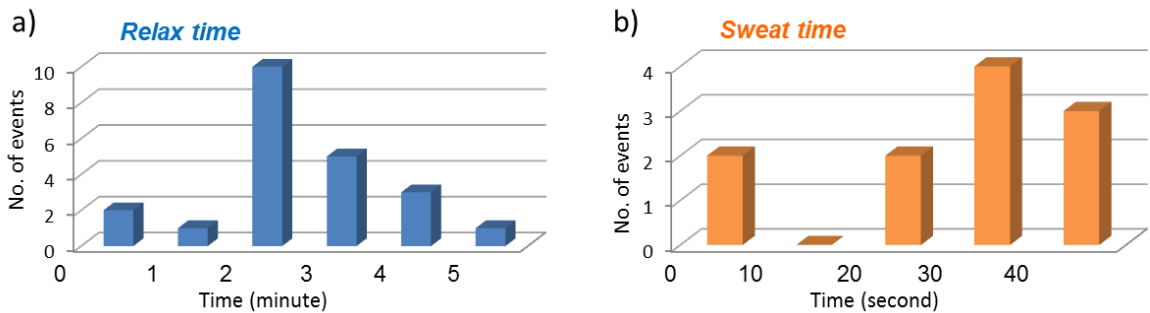 a)
Relax time
No. of events
10
8
6
4
2
0
0 1 2 3 4 5
Time (minute)
b)
Sweat time
No. of events
4
3
2
1
0
0 10 20 30 40
Time (second)